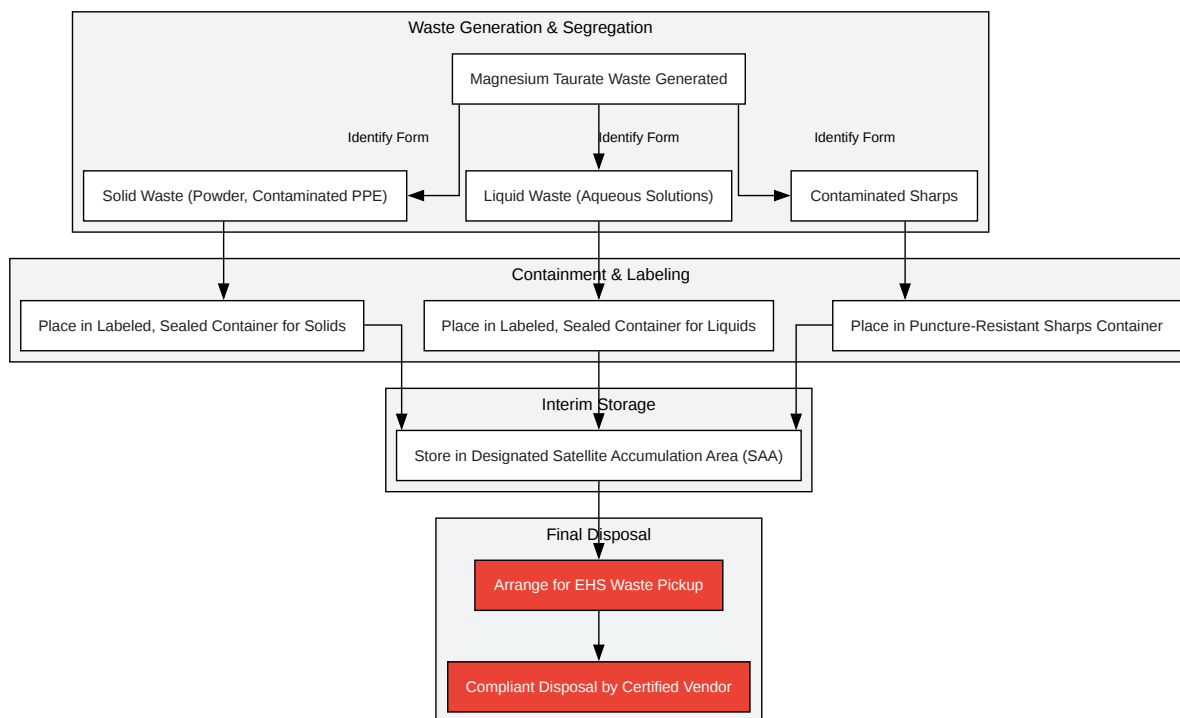 Waste Generation & Segregation
Magnesium Taurate Waste Generated
Identify Form
Identify Form
Identify Form
Solid Waste (Powder, Contaminated PPE)
Liquid Waste (Aqueous Solutions)
Contaminated Sharps
Containment & Labeling
Place in Labeled, Sealed Container for Solids
Place in Labeled, Sealed Container for Liquids
Place in Puncture-Resistant Sharps Container
Interim Storage
Store in Designated Satellite Accumulation Area (SAA)
Final Disposal
Arrange for EHS Waste Pickup
Compliant Disposal by Certified Vendor